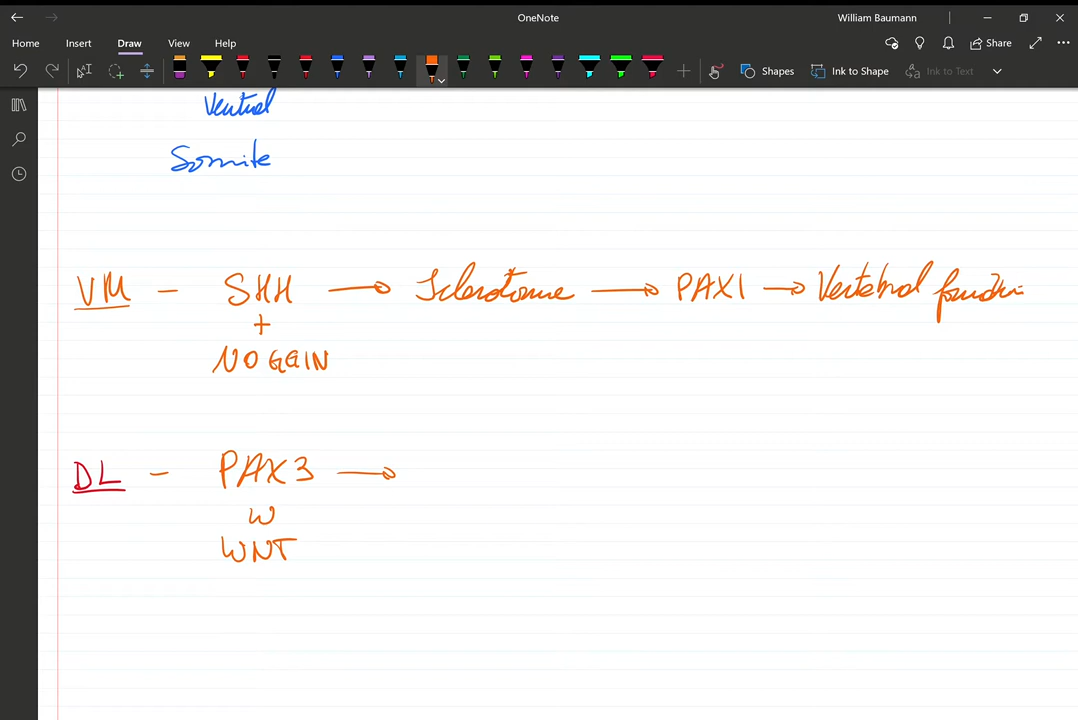 OneNote
William Baumann
Home Insert Draw View Help
Share
Shapes Ink to Shape Ink to Text
Ventral
Somite
VM - SHH → Sclerotome → PAX1 → Vertebral
+
NOGGIN
DL - PAX3 →
W
WNT